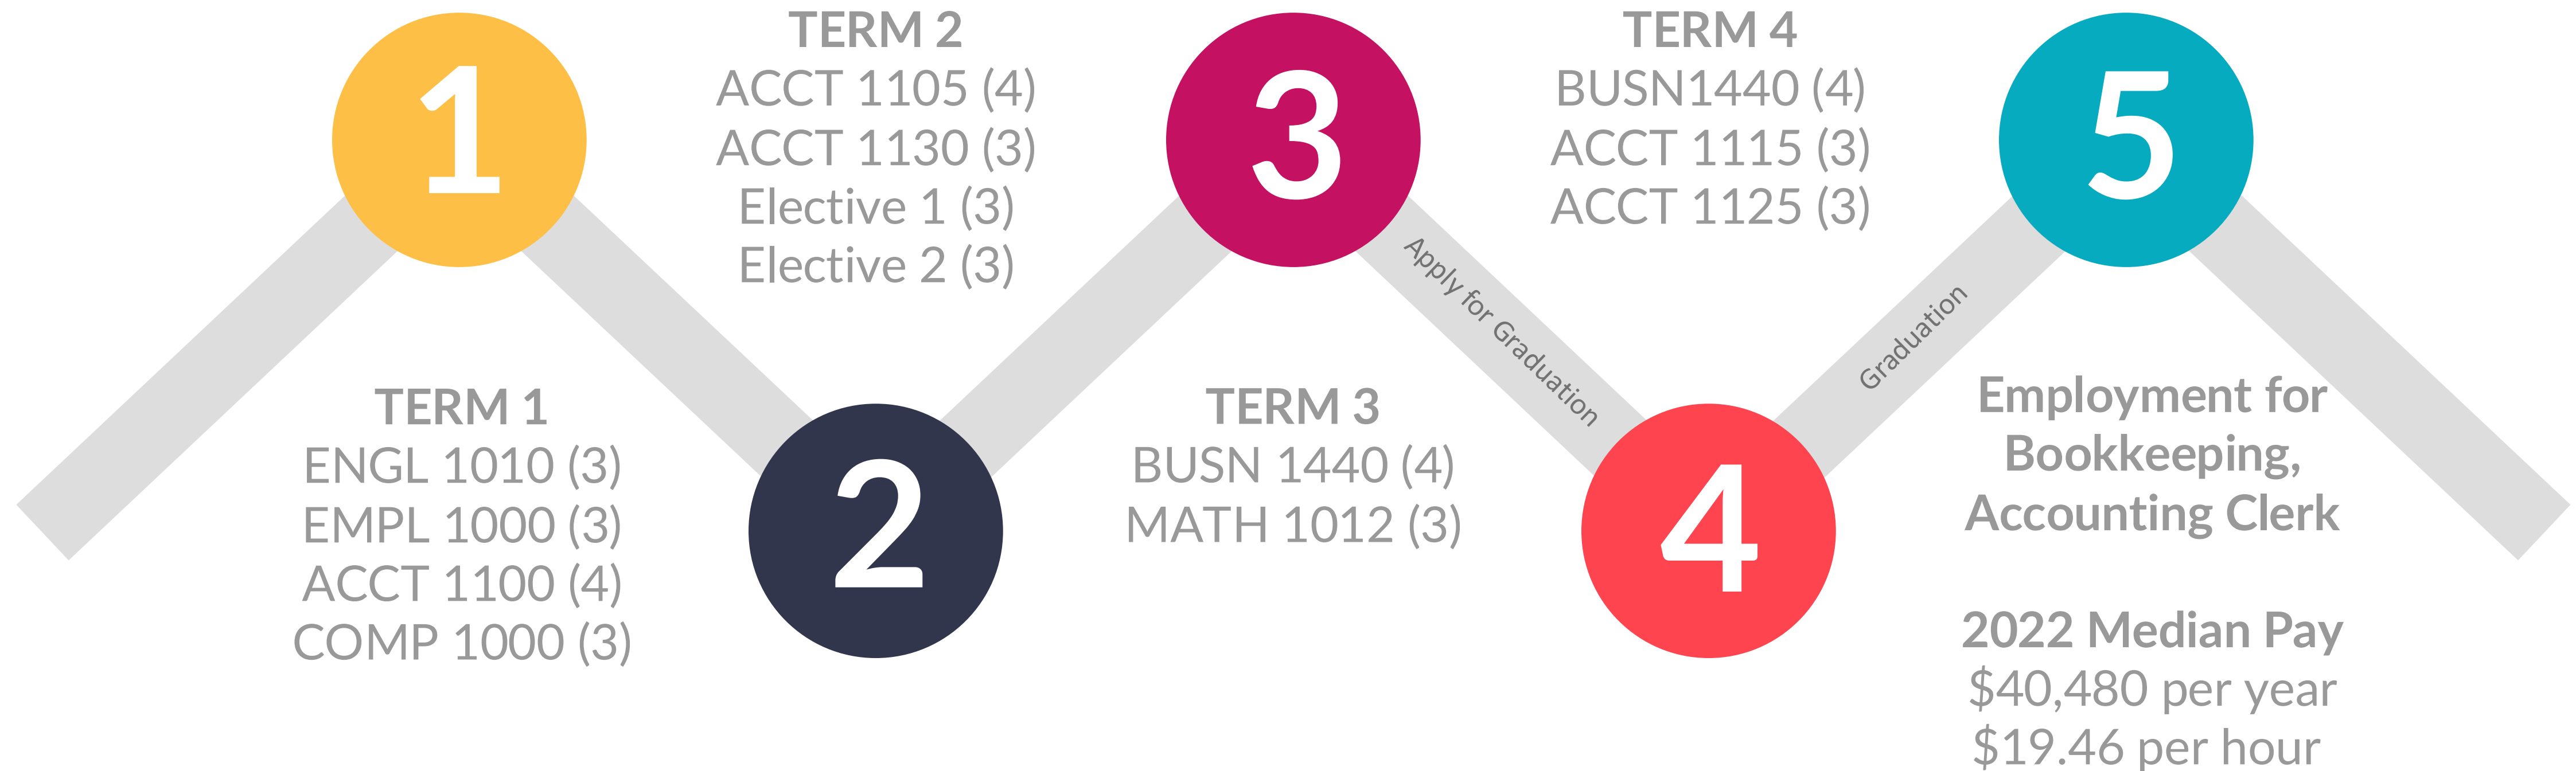 1
TERM 1
ENGL 1010 (3)
EMPL 1000 (3)
ACCT 1100 (4)
COMP 1000 (3)
TERM 2
ACCT 1105 (4)
ACCT 1130 (3)
Elective 1 (3)
Elective 2 (3)
2
3
TERM 3
BUSN 1440 (4)
MATH 1012 (3)
Apply for Graduation
TERM 4
BUSN1440 (4)
ACCT 1115 (3)
ACCT 1125 (3)
4
Graduation
5
Employment for
Bookkeeping,
Accounting Clerk
2022 Median Pay
$40,480 per year
$19.46 per hour